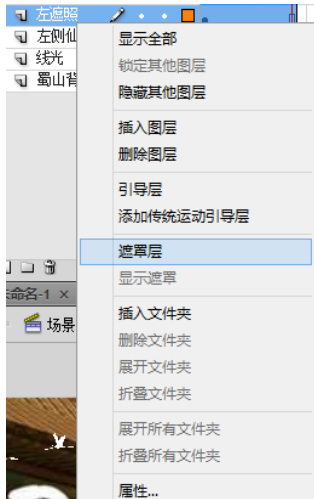 左遮照
左侧仙
线光
蜀山背
显示全部
锁定其他图层
隐藏其他图层
插入图层
删除图层
引导层
添加传统运动引导层
遮罩层
显示遮罩
插入文件夹
删除文件夹
展开文件夹
折叠文件夹
展开所有文件夹
折叠所有文件夹
属性...
命名-1 ×
场景